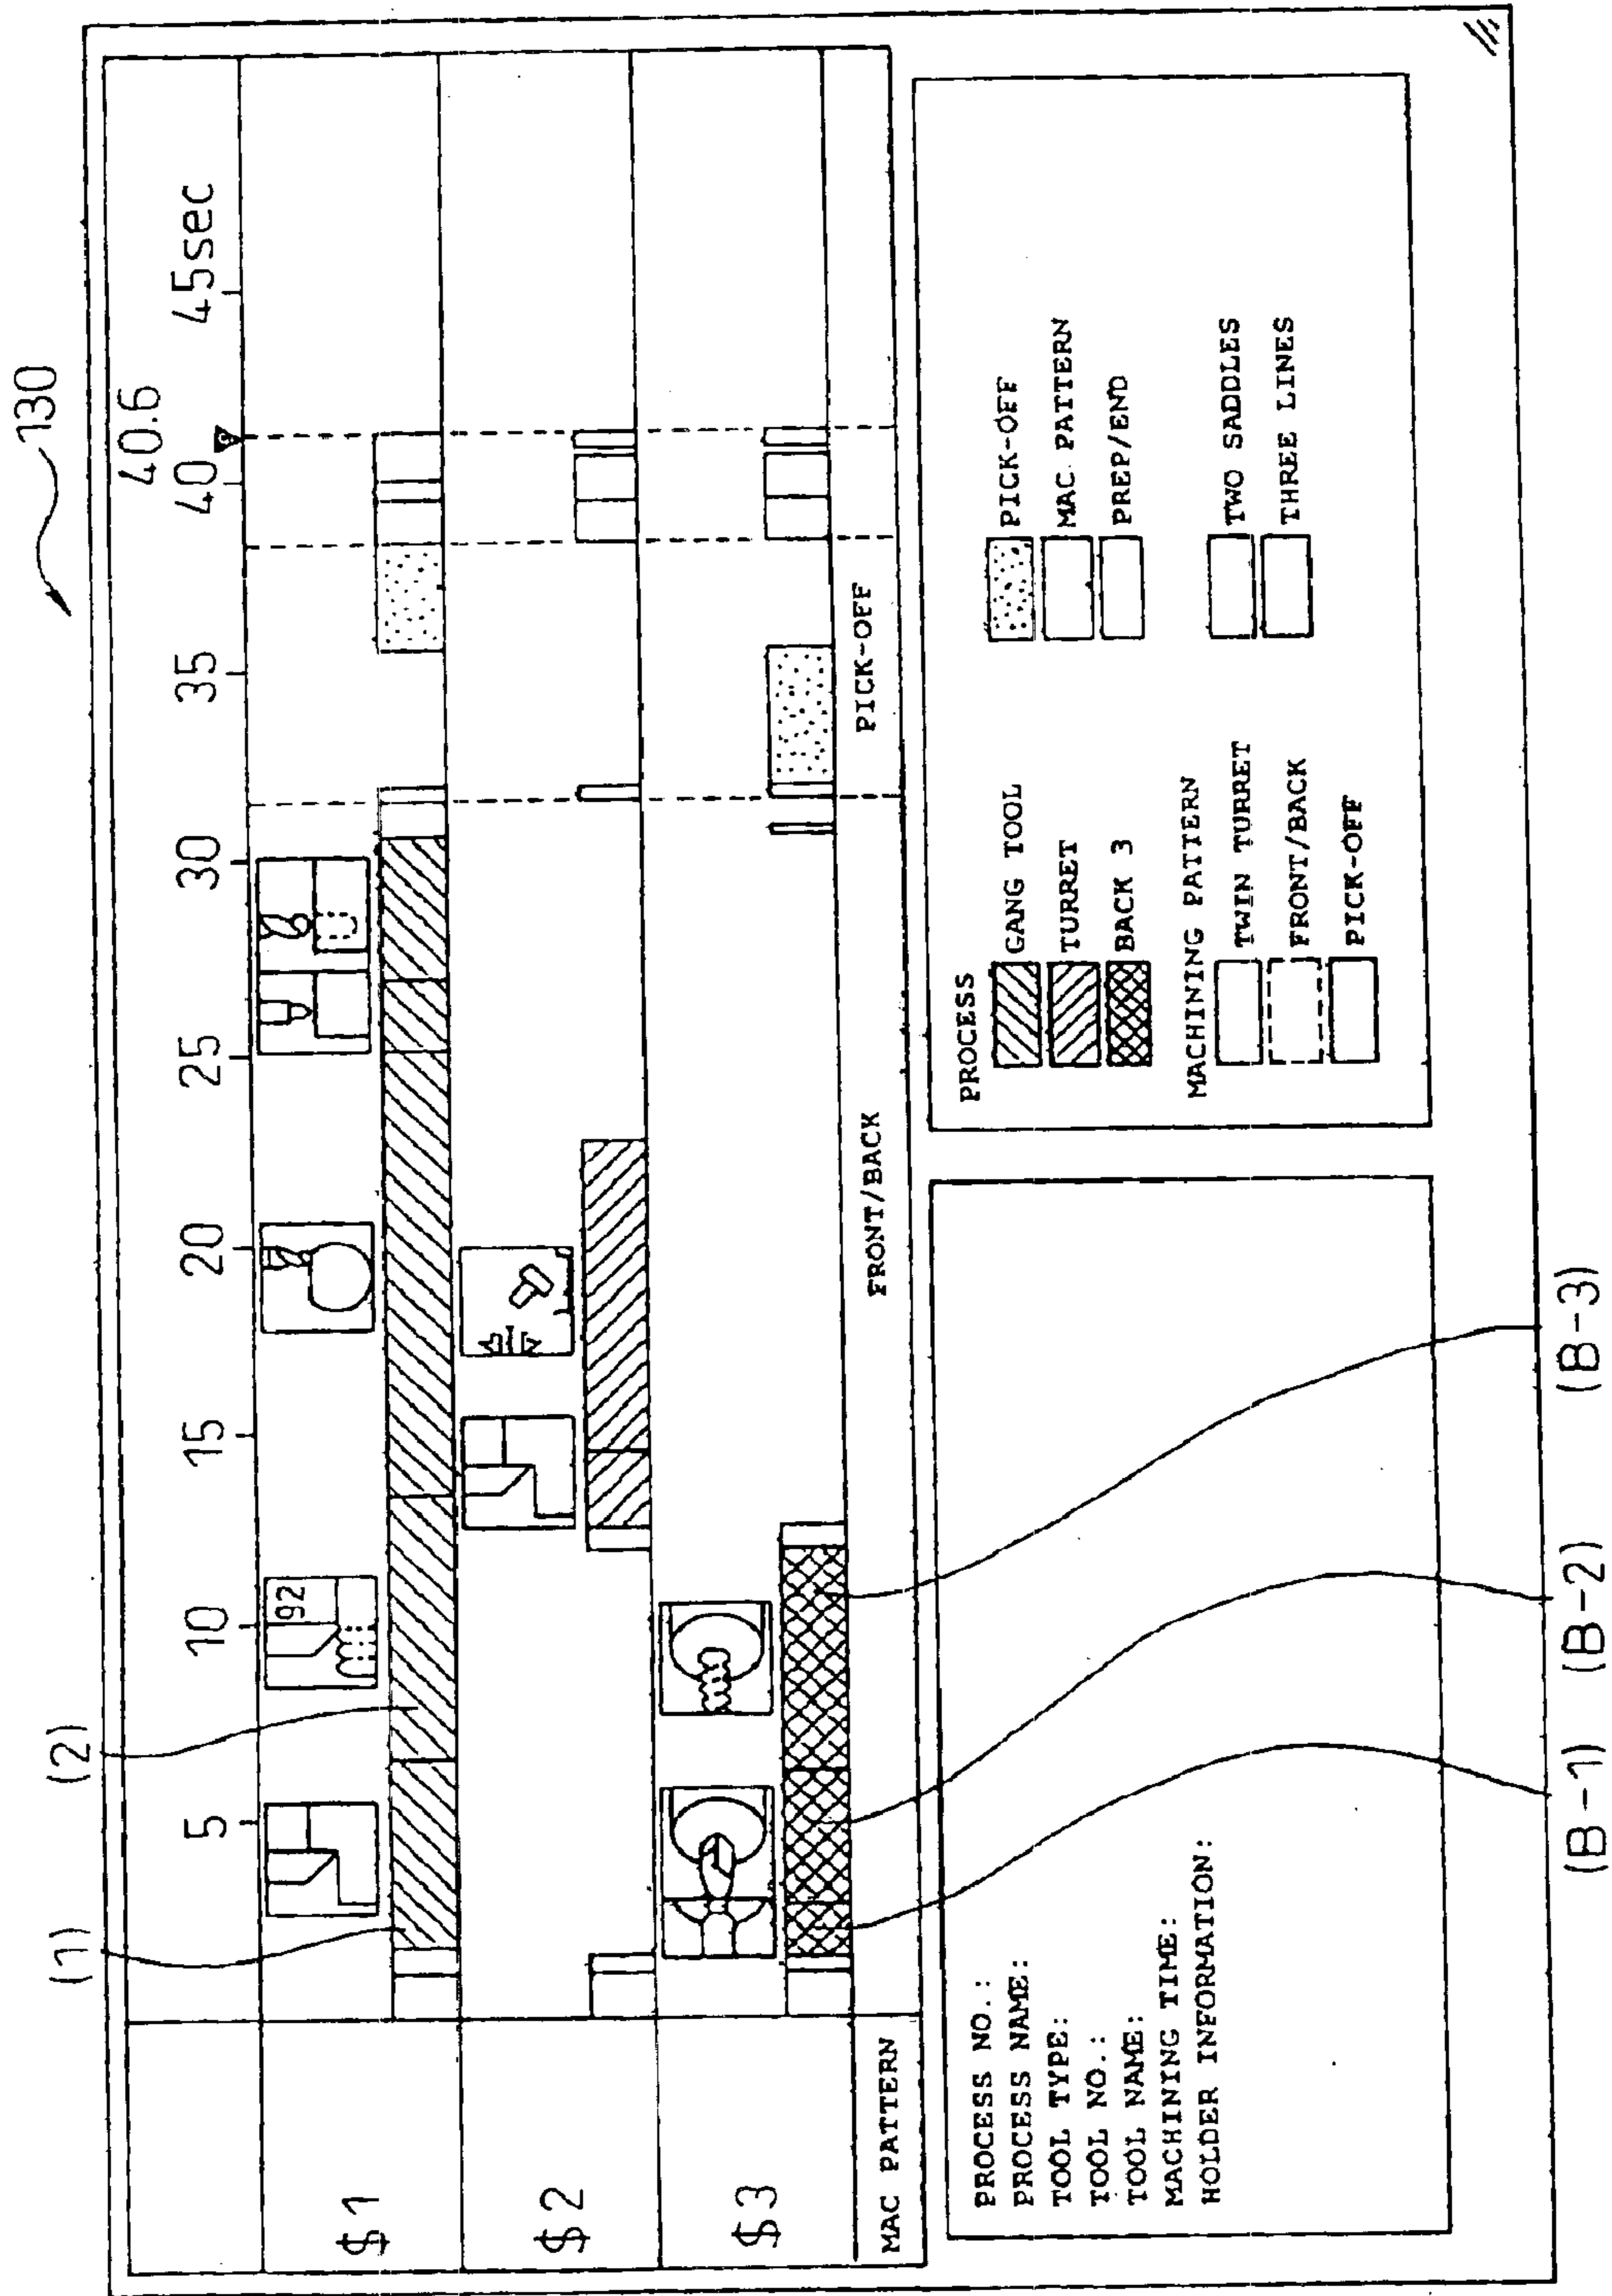 130
40.6
5 10 15 20 25 30 35 40 45sec
(1)
(2)
$1
92
$2
$3
MAC PATTERN
FRONT/BACK
PICK-OFF
PROCESS NO.:
PROCESS NAME:
TOOL TYPE:
TOOL NO.:
TOOL NAME:
MACHINING TIME:
HOLDER INFORMATION:
PROCESS
GANG TOOL
TURRET
BACK 3
PICK-OFF
MAC PATTERN
PREP/END
MACHINING PATTERN
TWIN TURRET
FRONT/BACK
PICK-OFF
TWO SADDLES
THREE LINES
(B-1)
(B-2)
(B-3)